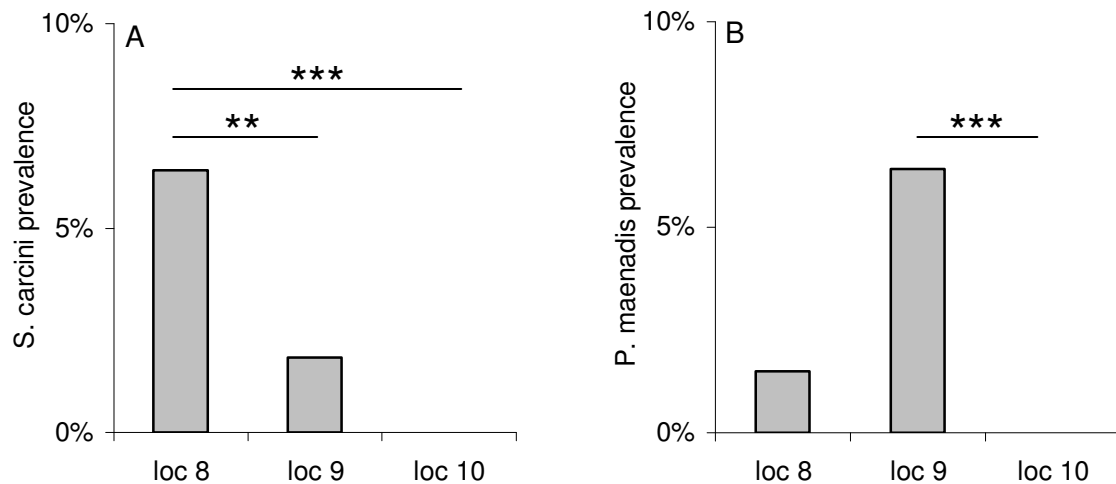 A
10%
5%
0%
S. carcini prevalence
***
**
loc 8 loc 9 loc 10
B
10%
5%
0%
P. maenadis prevalence
***
loc 8 loc 9 loc 10